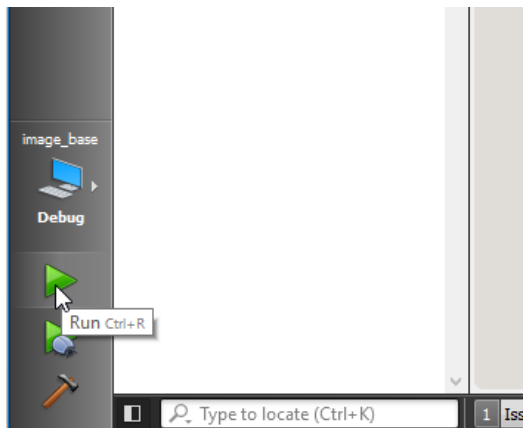 image_base
Debug
Run Ctrl+R
Type to locate (Ctrl+K)
1 Iss